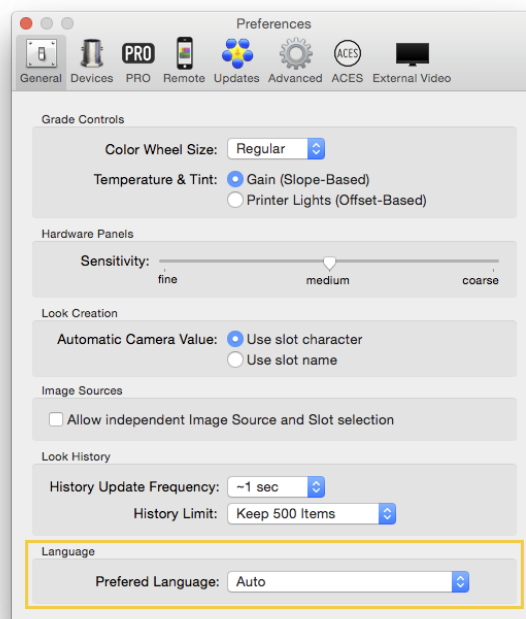 Preferences
PRO
ACES
General Devices PRO Remote Updates Advanced ACES External Video
Grade Controls
Color Wheel Size: Regular
Temperature & Tint: Gain (Slope-Based)
Printer Lights (Offset-Based)
Hardware Panels
Sensitivity:
fine medium coarse
Look Creation
Automatic Camera Value: Use slot character
Use slot name
Image Sources
Allow independent Image Source and Slot selection
Look History
History Update Frequency: ~1 sec
History Limit: Keep 500 Items
Language
Prefered Language: Auto